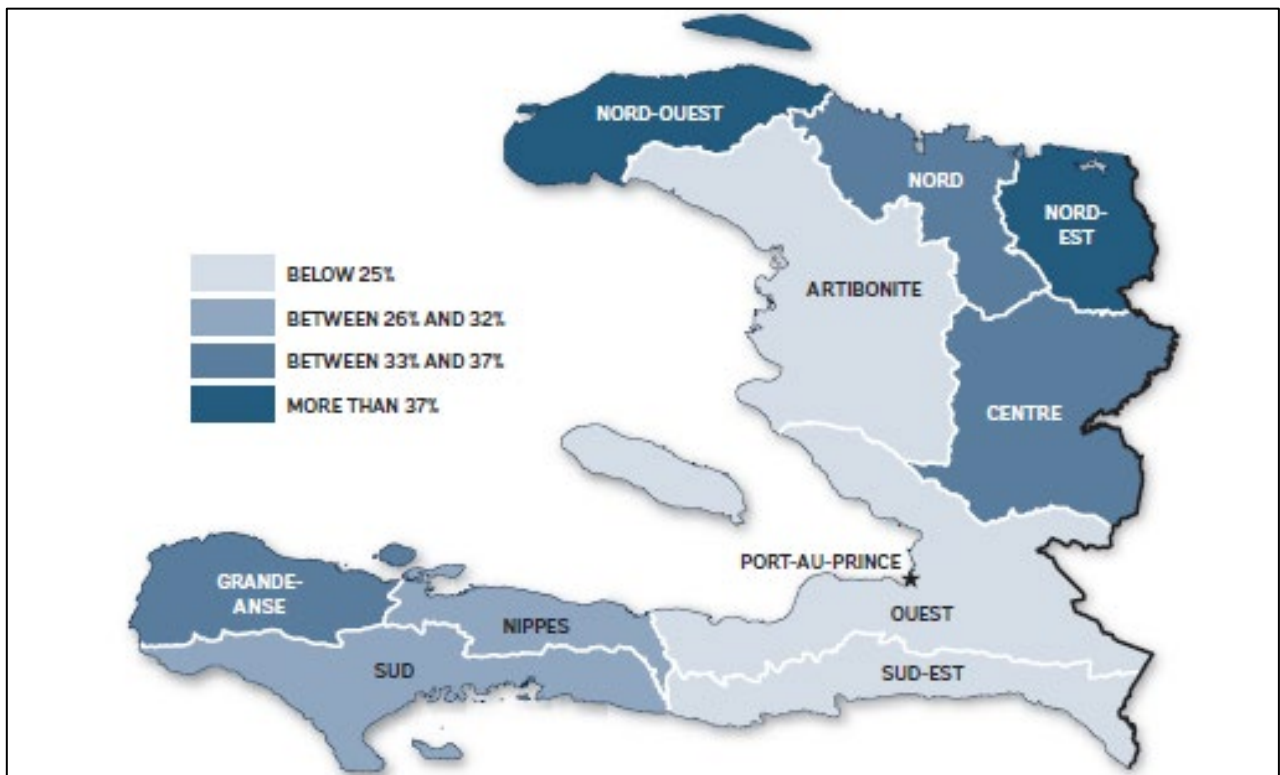 NORD-OUEST
NORD
NORD-
EST
BELOW 25%
BETWEEN 26% AND 32%
BETWEEN 33% AND 37%
MORE THAN 37%
ARTIBONITE
CENTRE
PORT-AU-PRINCE
GRANDE-
ANSE
NIPPES
OUEST
SUD
SUD-EST